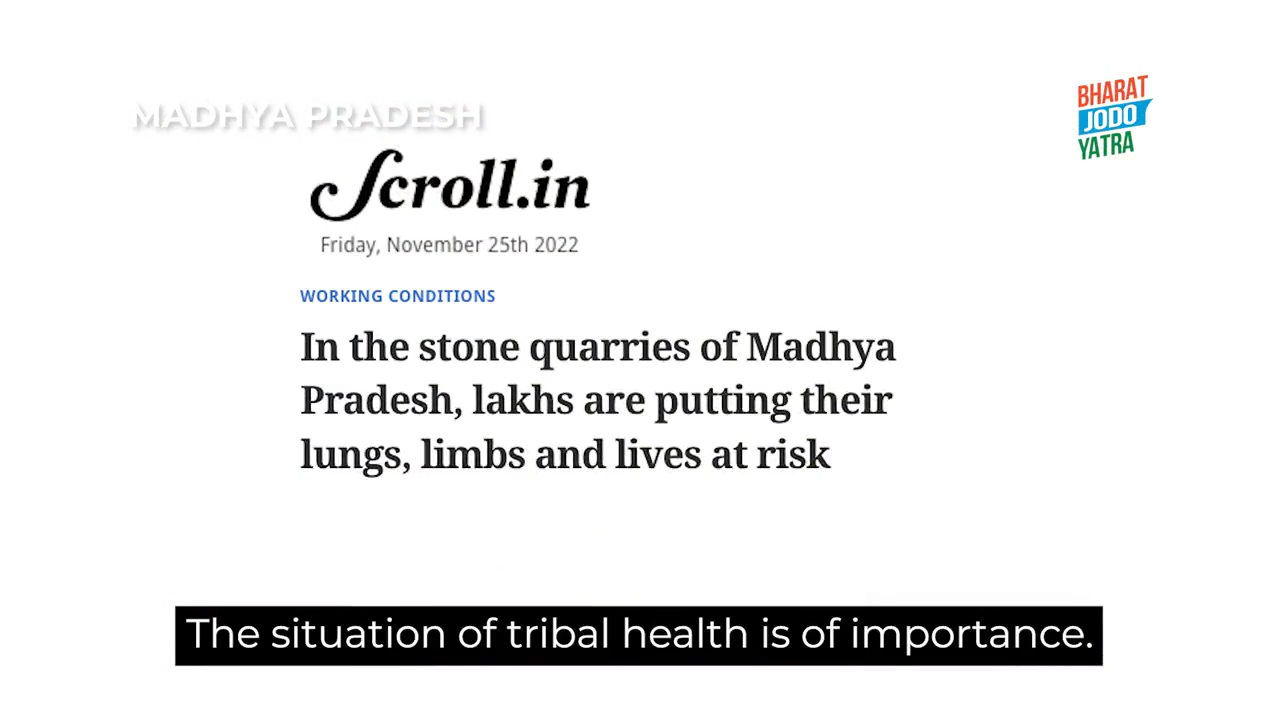 MADHYA PRADESH
BHARAT
JODO
YATRA
Scroll.in
Friday, November 25th 2022
WORKING CONDITIONS
In the stone quarries of Madhya
Pradesh, lakhs are putting their
lungs, limbs and lives at risk
The situation of tribal health is of importance.